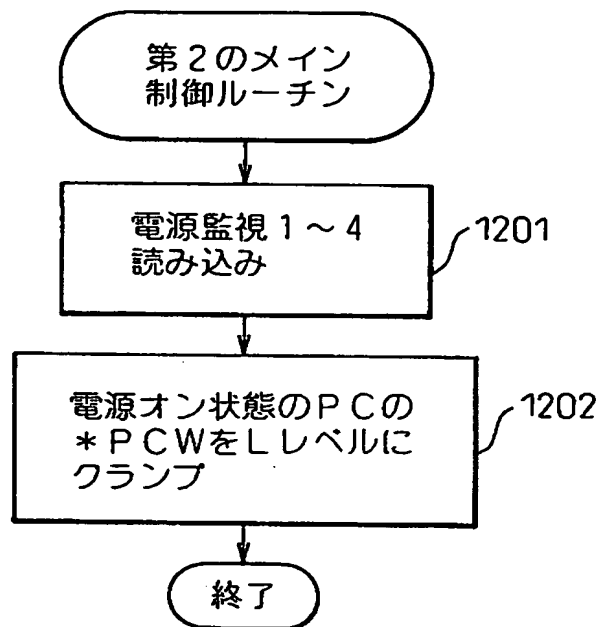 第２のメイン
制御ルーチン
電源監視１～４
読み込み
1201
電源オン状態のＰＣの
＊ＰＣＷをＬレベルに
クランプ
1202
終了